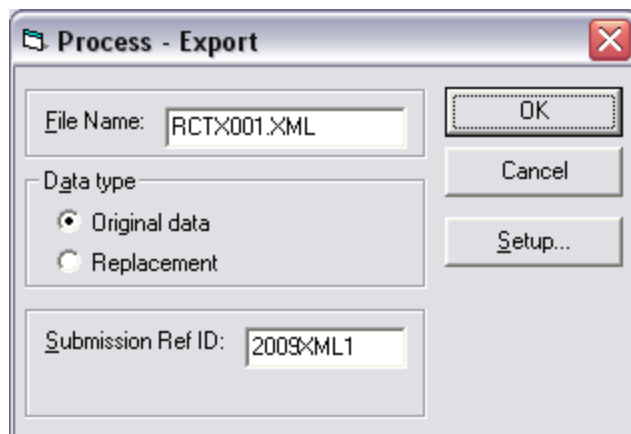 Process - Export
File Name: RCTX001.XML
OK
Cancel
Setup...
Data type
Original data
Replacement
Submission Ref ID: 2009XML1